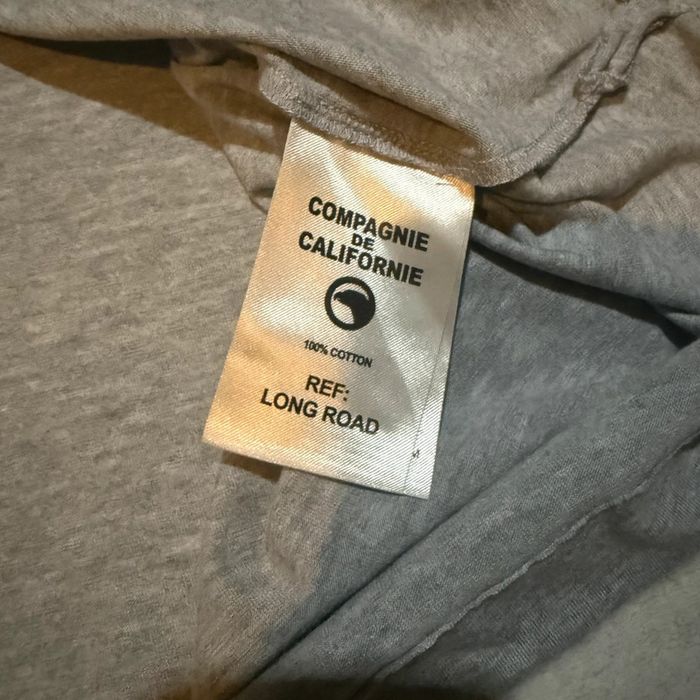 COMPAGNIE
DE
CALIFORNIE
100% COTTON
REF:
LONG ROAD
M